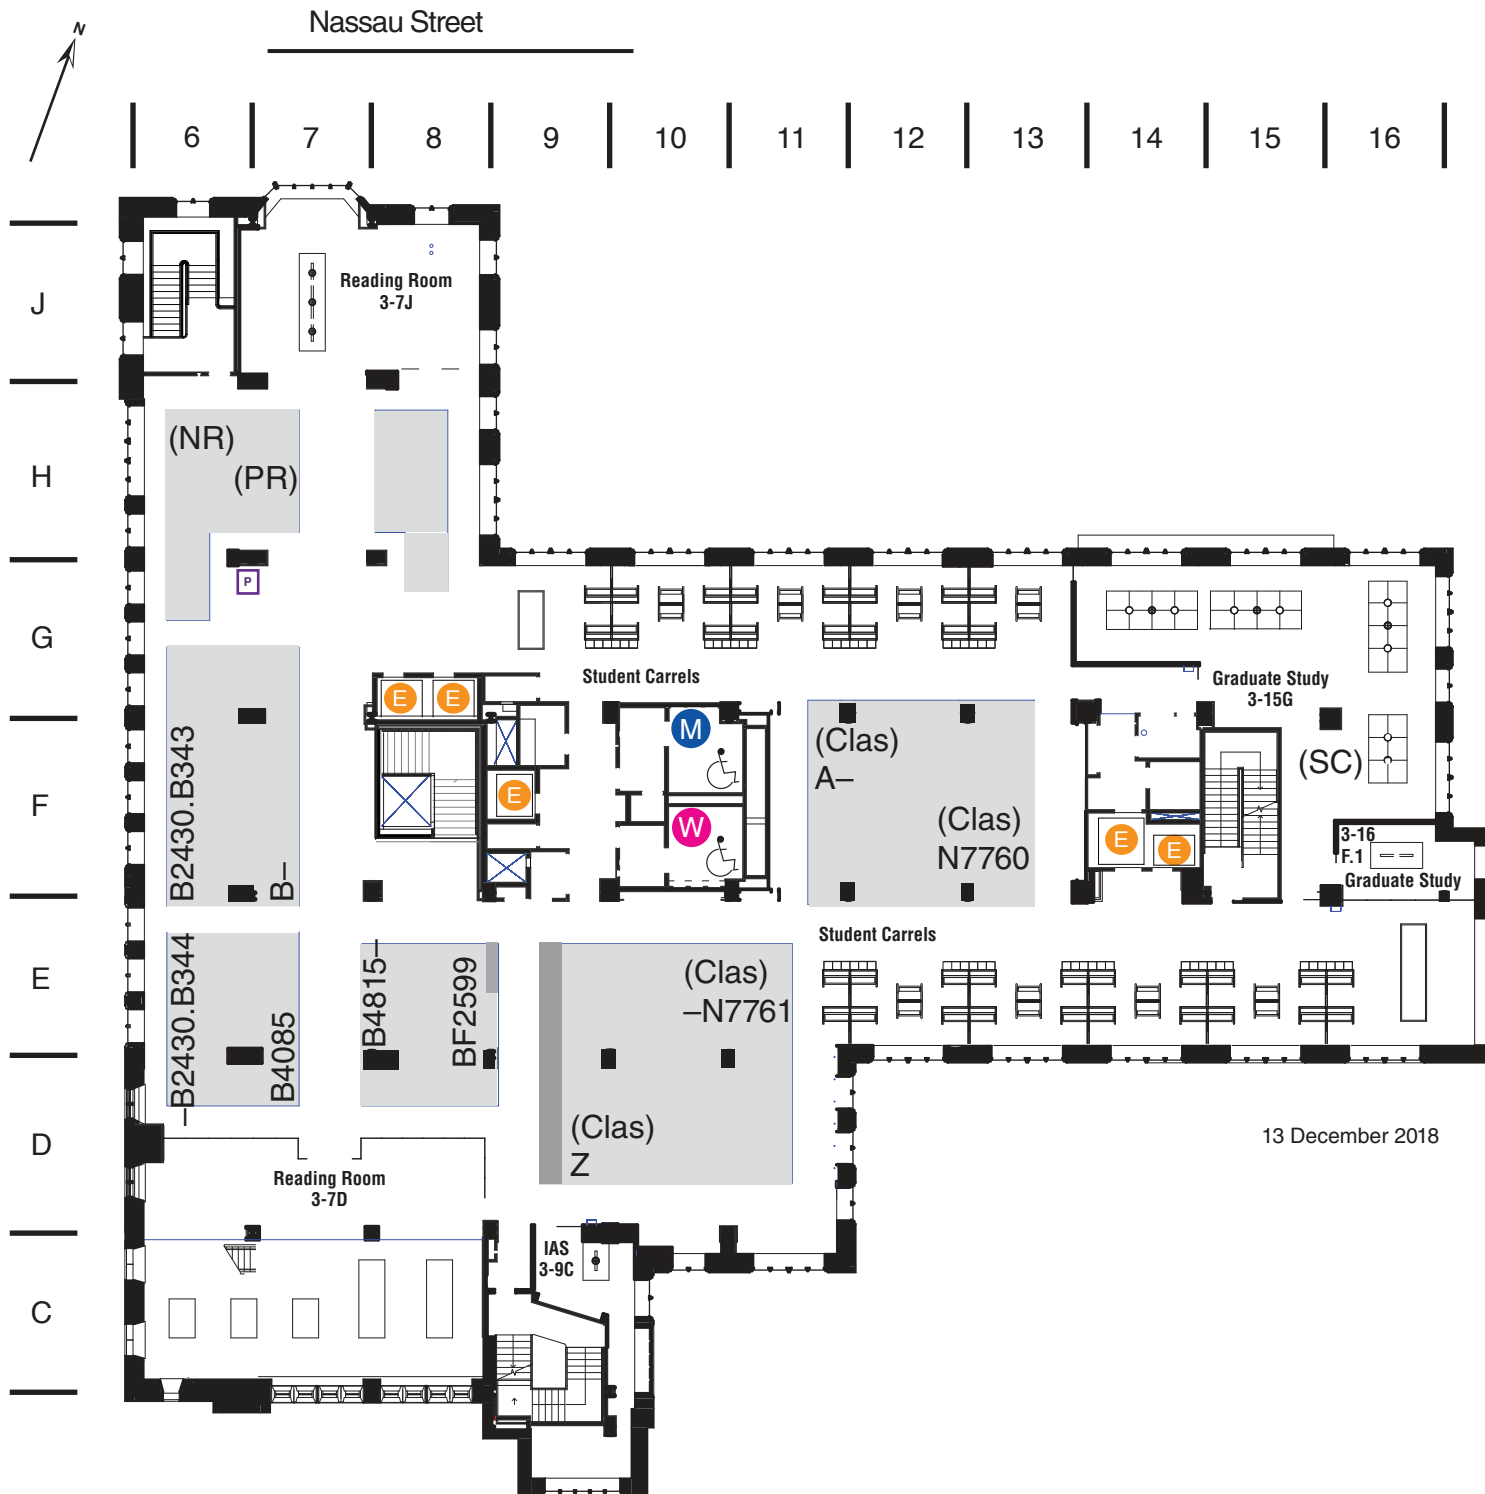 Nassau Street
N
6 7 8 9 10 11 12 13 14 15 16
J
H
G
F
E
D
C
Reading Room
3-7J
(NR)
(PR)
P
Student Carrels
Graduate Study
3-15G
(SC)
E
E
E
M
W
(Clas)
A–
(Clas)
N7760
E
E
3-16
F.1
Graduate Study
B2430.B343
B–
Student Carrels
–B2430.B344
B4085
B4815–
BF2599
(Clas)
–N7761
(Clas)
Z
13 December 2018
Reading Room
3-7D
IAS
3-9C